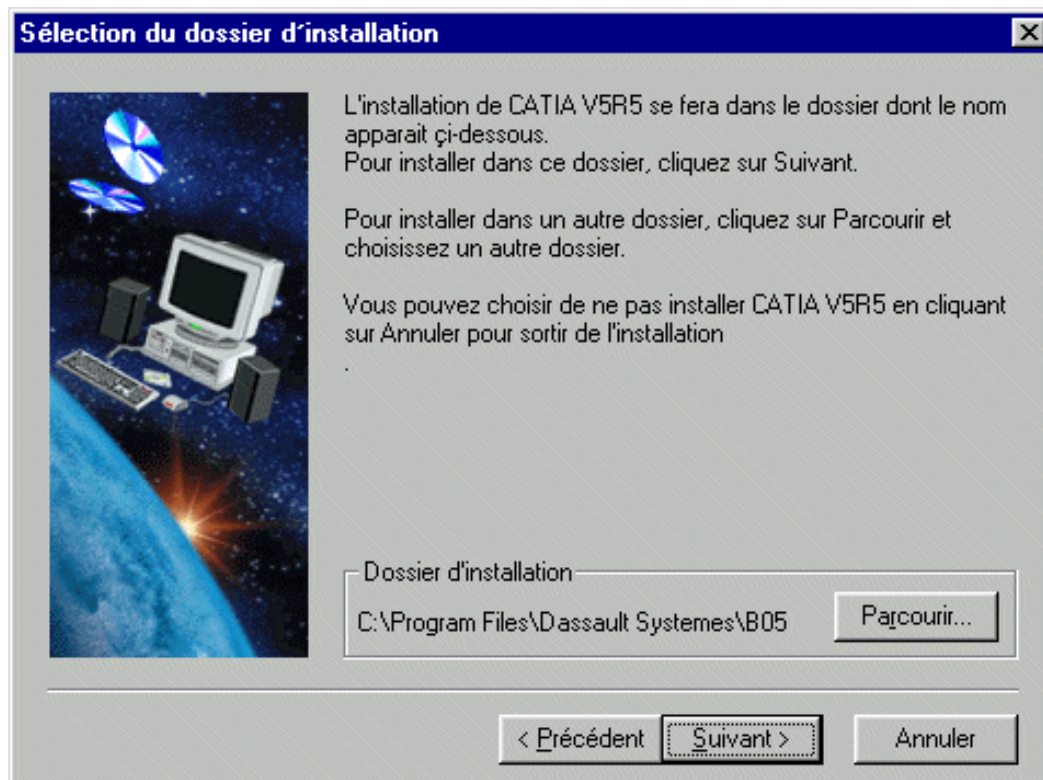 Sélection du dossier d´installation
L'installation de CATIA V5R5 se fera dans le dossier dont le nom
apparait çi-dessous.
Pour installer dans ce dossier, cliquez sur Suivant.
Pour installer dans un autre dossier, cliquez sur Parcourir et
choisissez un autre dossier.
Vous pouvez choisir de ne pas installer CATIA V5R5 en cliquant
sur Annuler pour sortir de l'installation
.
Dossier d'installation
C:\Program Files\Dassault Systemes\B05
Parcourir...
< Précédent
Suivant >
Annuler